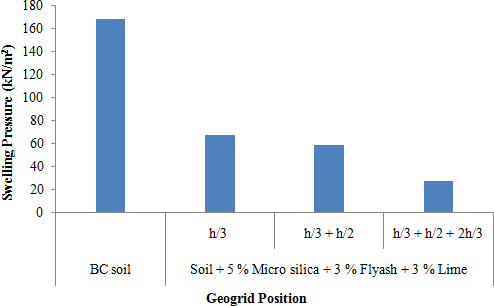 Swelling Pressure (kN/m²)
180
160
140
120
100
80
60
40
20
0
h/3
h/3 + h/2
h/3 + h/2 + 2h/3
BC soil
Soil + 5 % Micro silica + 3 % Flyash + 3 % Lime
Geogrid Position